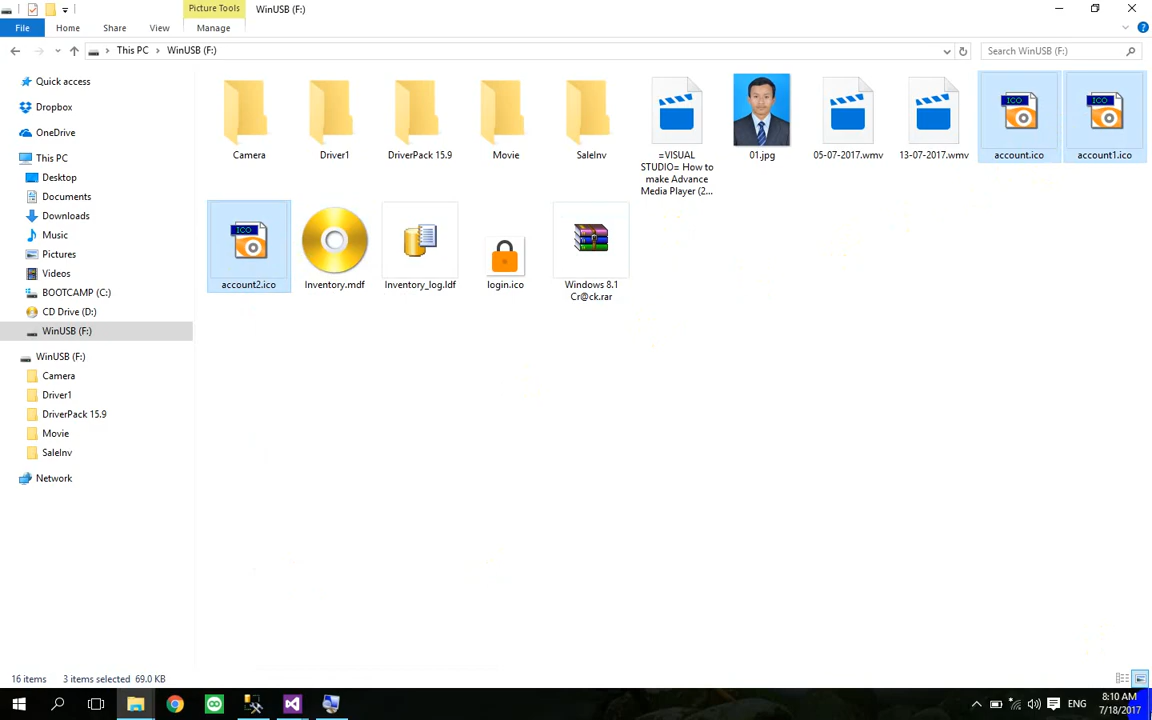 Picture Tools
WinUSB (F:)
File
Home
Share
View
Manage
This PC
WinUSB (F:)
Search WinUSB (F:)
Quick access
Dropbox
OneDrive
This PC
Desktop
Documents
Downloads
Music
Pictures
Videos
BOOTCAMP (C:)
CD Drive (D:)
WinUSB (F:)
WinUSB (F:)
Camera
Driver1
DriverPack 15.9
Movie
SaleInv
Network
Camera
Driver1
DriverPack 15.9
Movie
SaleInv
=VISUAL
STUDIO= How to
make Advance
Media Player (2...
01.jpg
05-07-2017.wmv
13-07-2017.wmv
ICO
account.ico
ICO
account1.ico
ICO
account2.ico
Inventory.mdf
Inventory_log.ldf
login.ico
Windows 8.1
Cr@ck.rar
16 items
3 items selected 69.0 KB
ENG
8:10 AM
7/18/2017